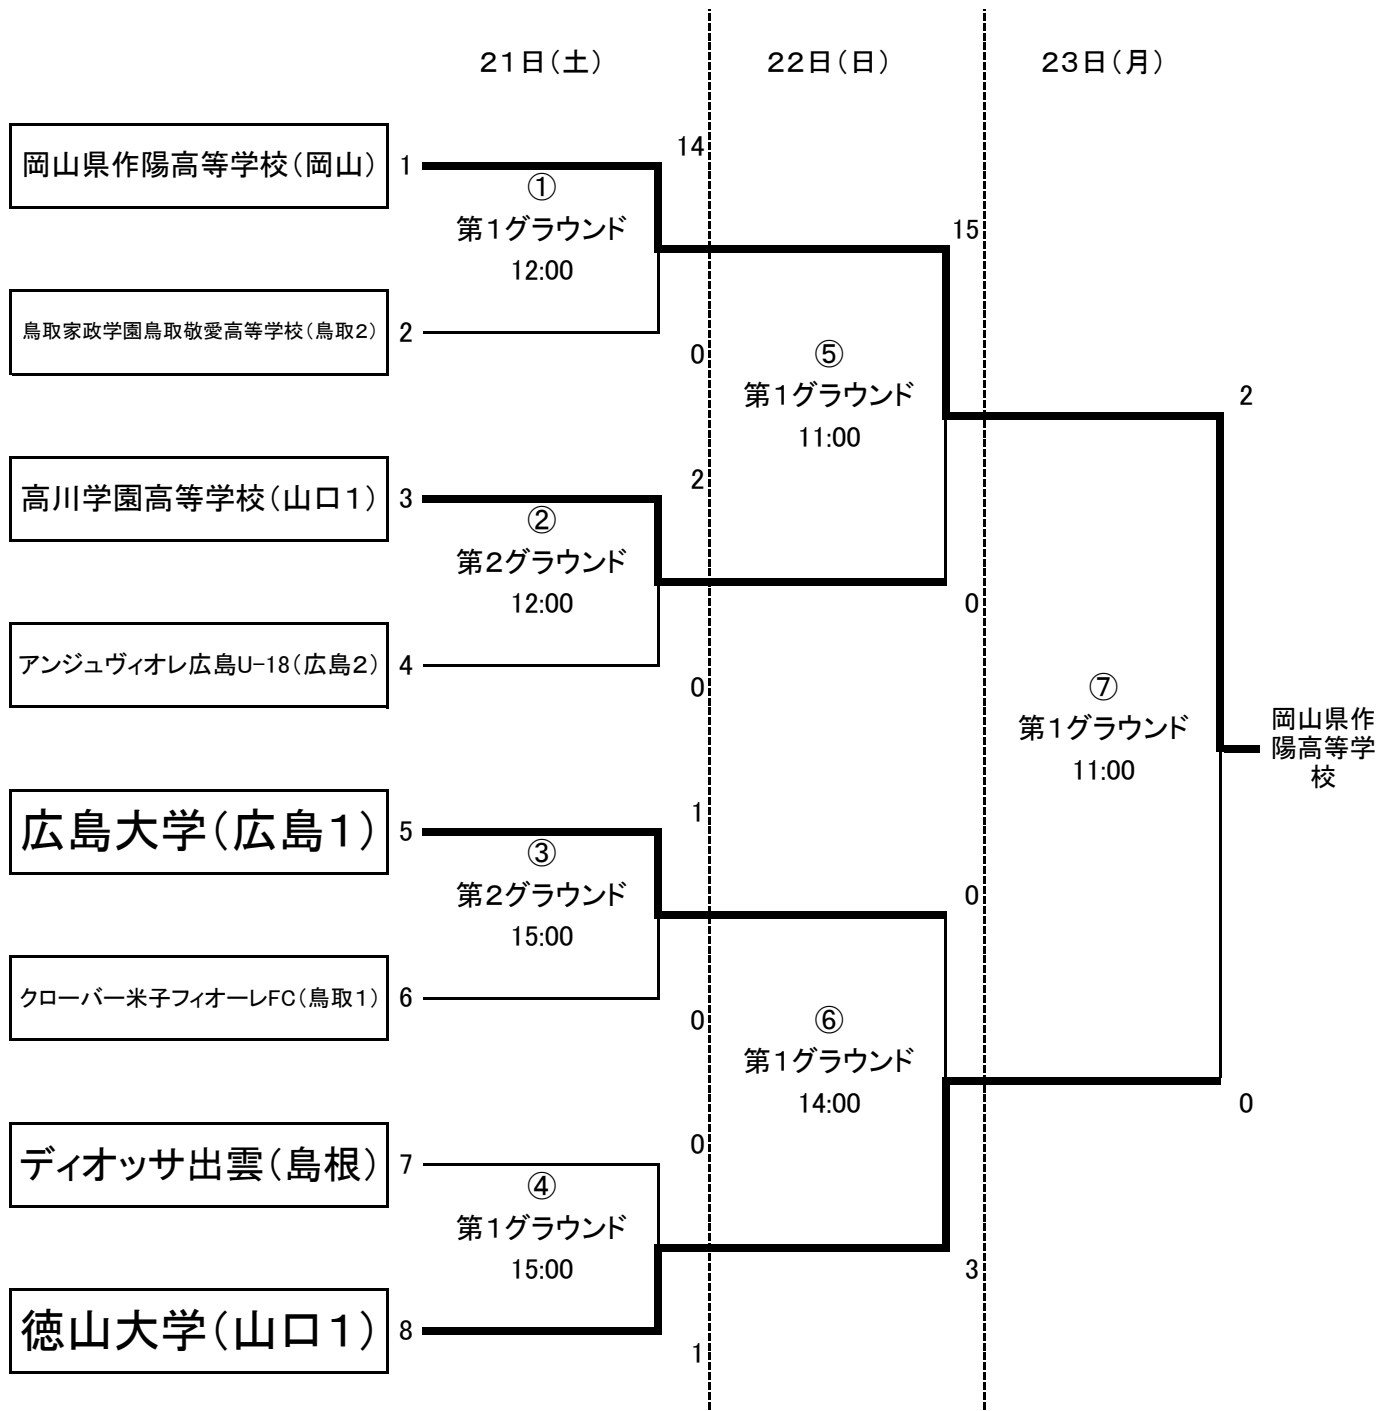 21日（土）
22日（日）
23日（月）
14
岡山県作陽高等学校（岡山）
1
①
第１グラウンド
12:00
15
鳥取家政学園鳥取敬愛高等学校（鳥取２）
2
0
⑤
第１グラウンド
11:00
2
2
高川学園高等学校（山口１）
3
②
第２グラウンド
12:00
0
アンジュヴィオレ広島U-18（広島２）
4
0
⑦
第１グラウンド
11:00
岡山県作
陽高等学
校
1
広島大学（広島１）
5
③
第２グラウンド
15:00
0
クローバー米子フィオーレFC（鳥取１）
6
0
⑥
第１グラウンド
14:00
0
0
ディオッサ出雲（島根）
7
④
第１グラウンド
15:00
3
徳山大学（山口１）
8
1